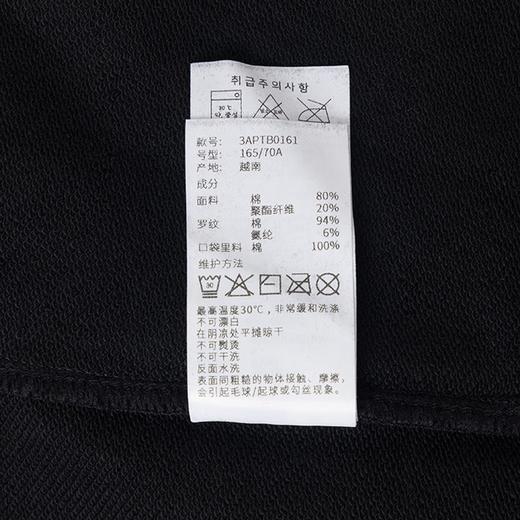 취급주의사항
30℃
약, 중성
款号: 3APTB0161
号型: 165/70A
产地: 越南
成分
面料 棉 80%
聚酯纤维 20%
罗纹 棉 94%
氨纶 6%
口袋里料 棉 100%
维护方法
30
最高温度30℃, 非常缓和洗涤
不可漂白
在阴凉处平摊晾干
不可熨烫
不可干洗
反面水洗
表面同粗糙的物体接触、摩擦,
会引起毛球/起球或勾丝现象。